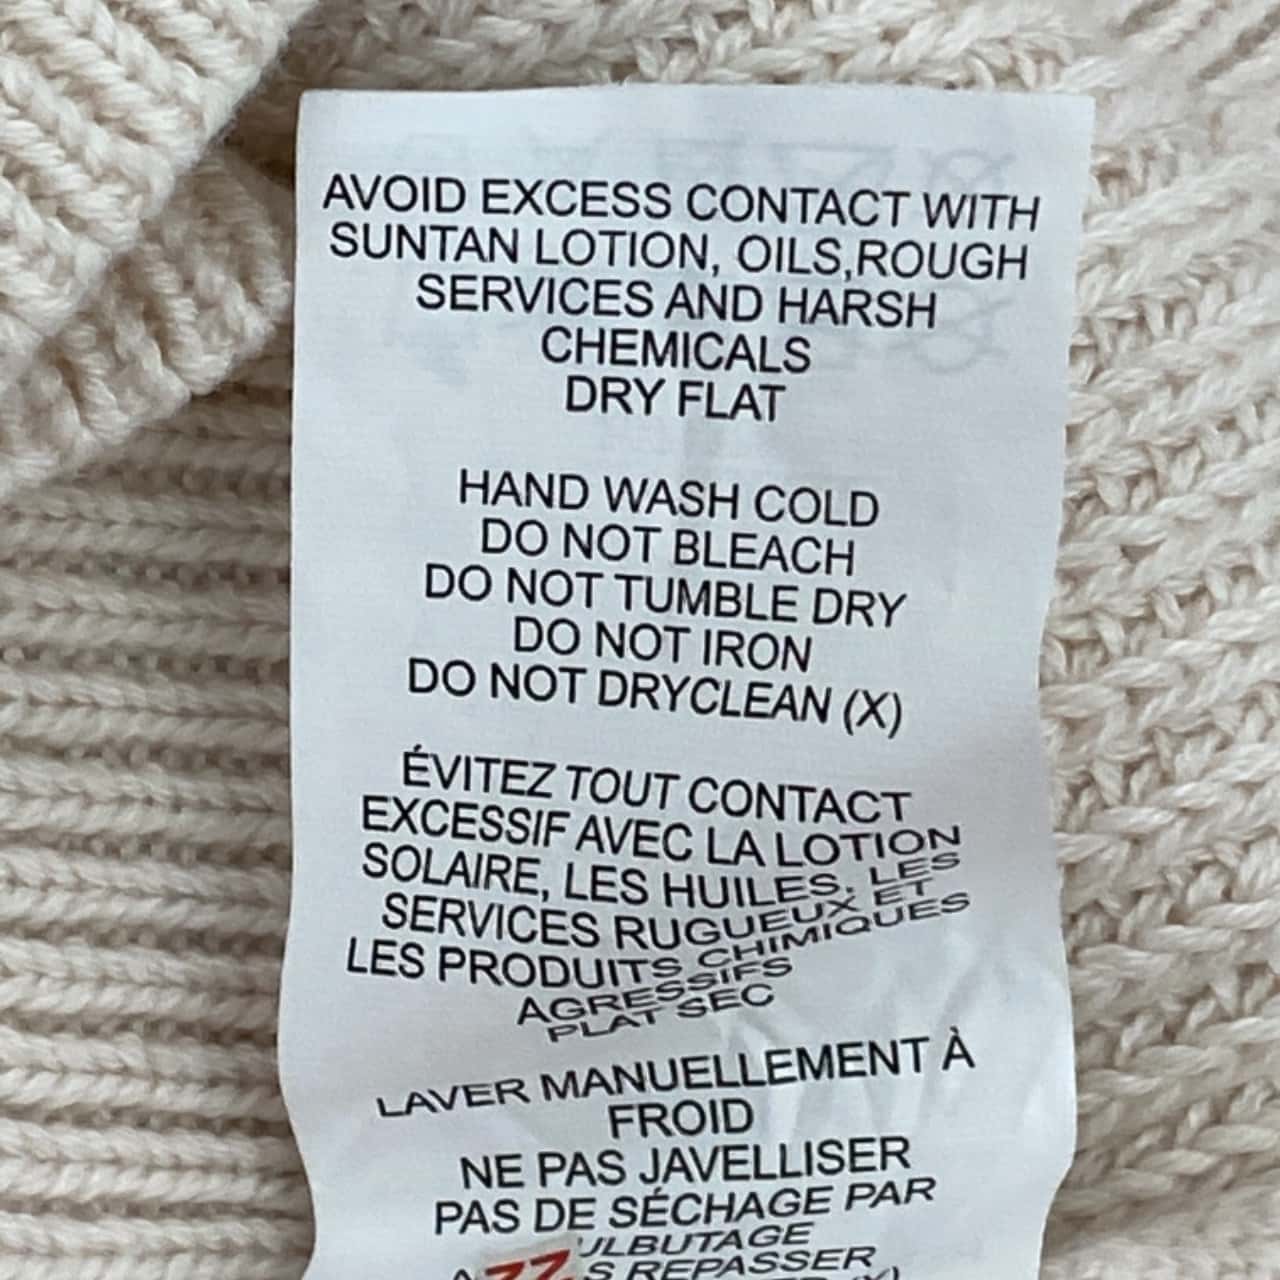 AVOID EXCESS CONTACT WITH
SUNTAN LOTION, OILS,ROUGH
SERVICES AND HARSH
CHEMICALS
DRY FLAT
HAND WASH COLD
DO NOT BLEACH
DO NOT TUMBLE DRY
DO NOT IRON
DO NOT DRYCLEAN (X)
ÉVITEZ TOUT CONTACT
EXCESSIF AVEC LA LOTION
SOLAIRE, LES HUILES, LES
SERVICES RUGUEUX ET
LES PRODUITS CHIMIQUES
AGRESSIFS
PLAT SEC
LAVER MANUELLEMENT À
FROID
NE PAS JAVELLISER
PAS DE SÉCHAGE PAR
ULBUTAGE
S REPASSER